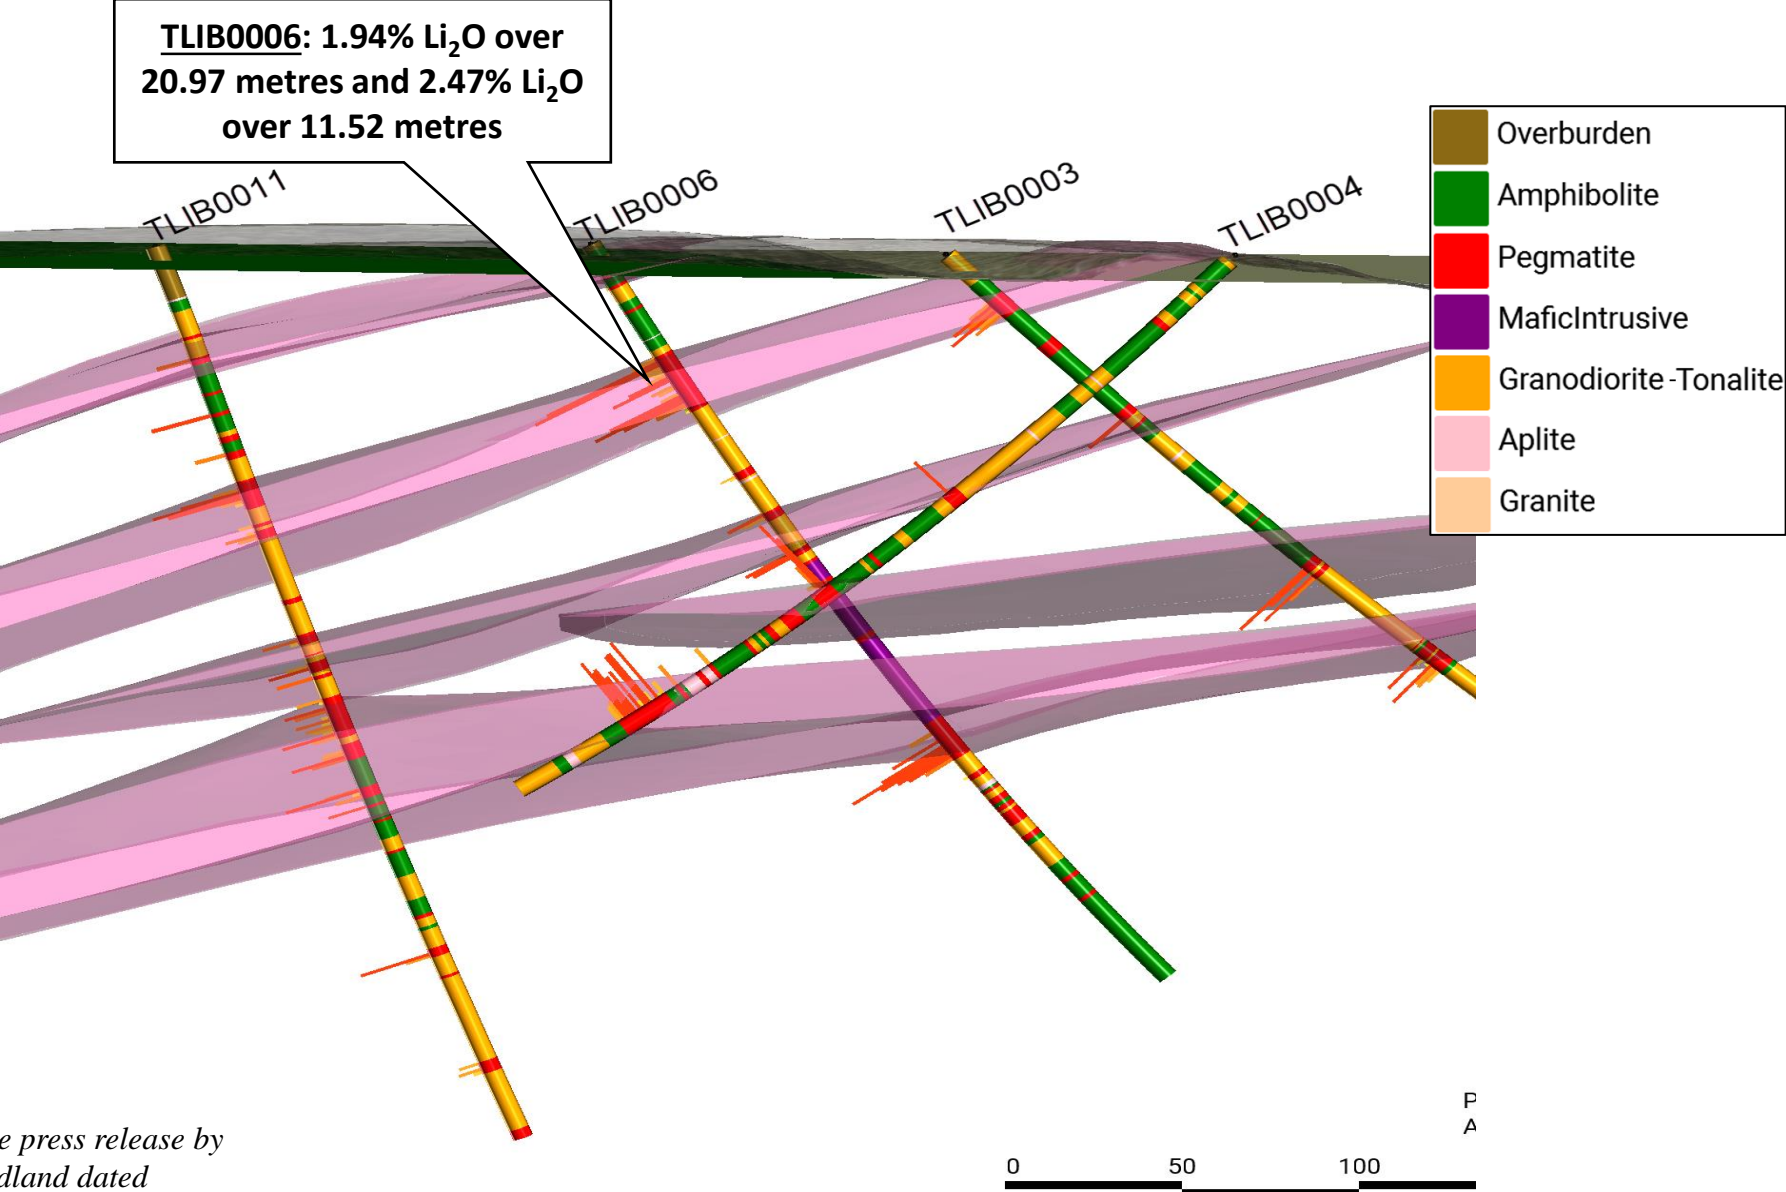 TLIB0006: 1.94% Li₂O over
20.97 metres and 2.47% Li₂O
over 11.52 metres
TLIB0011
TLIB0006
TLIB0003
TLIB0004
Overburden
Amphibolite
Pegmatite
MaficIntrusive
Granodiorite-Tonalite
Aplite
Granite
P
A
e press release by
dland dated
0 50 100